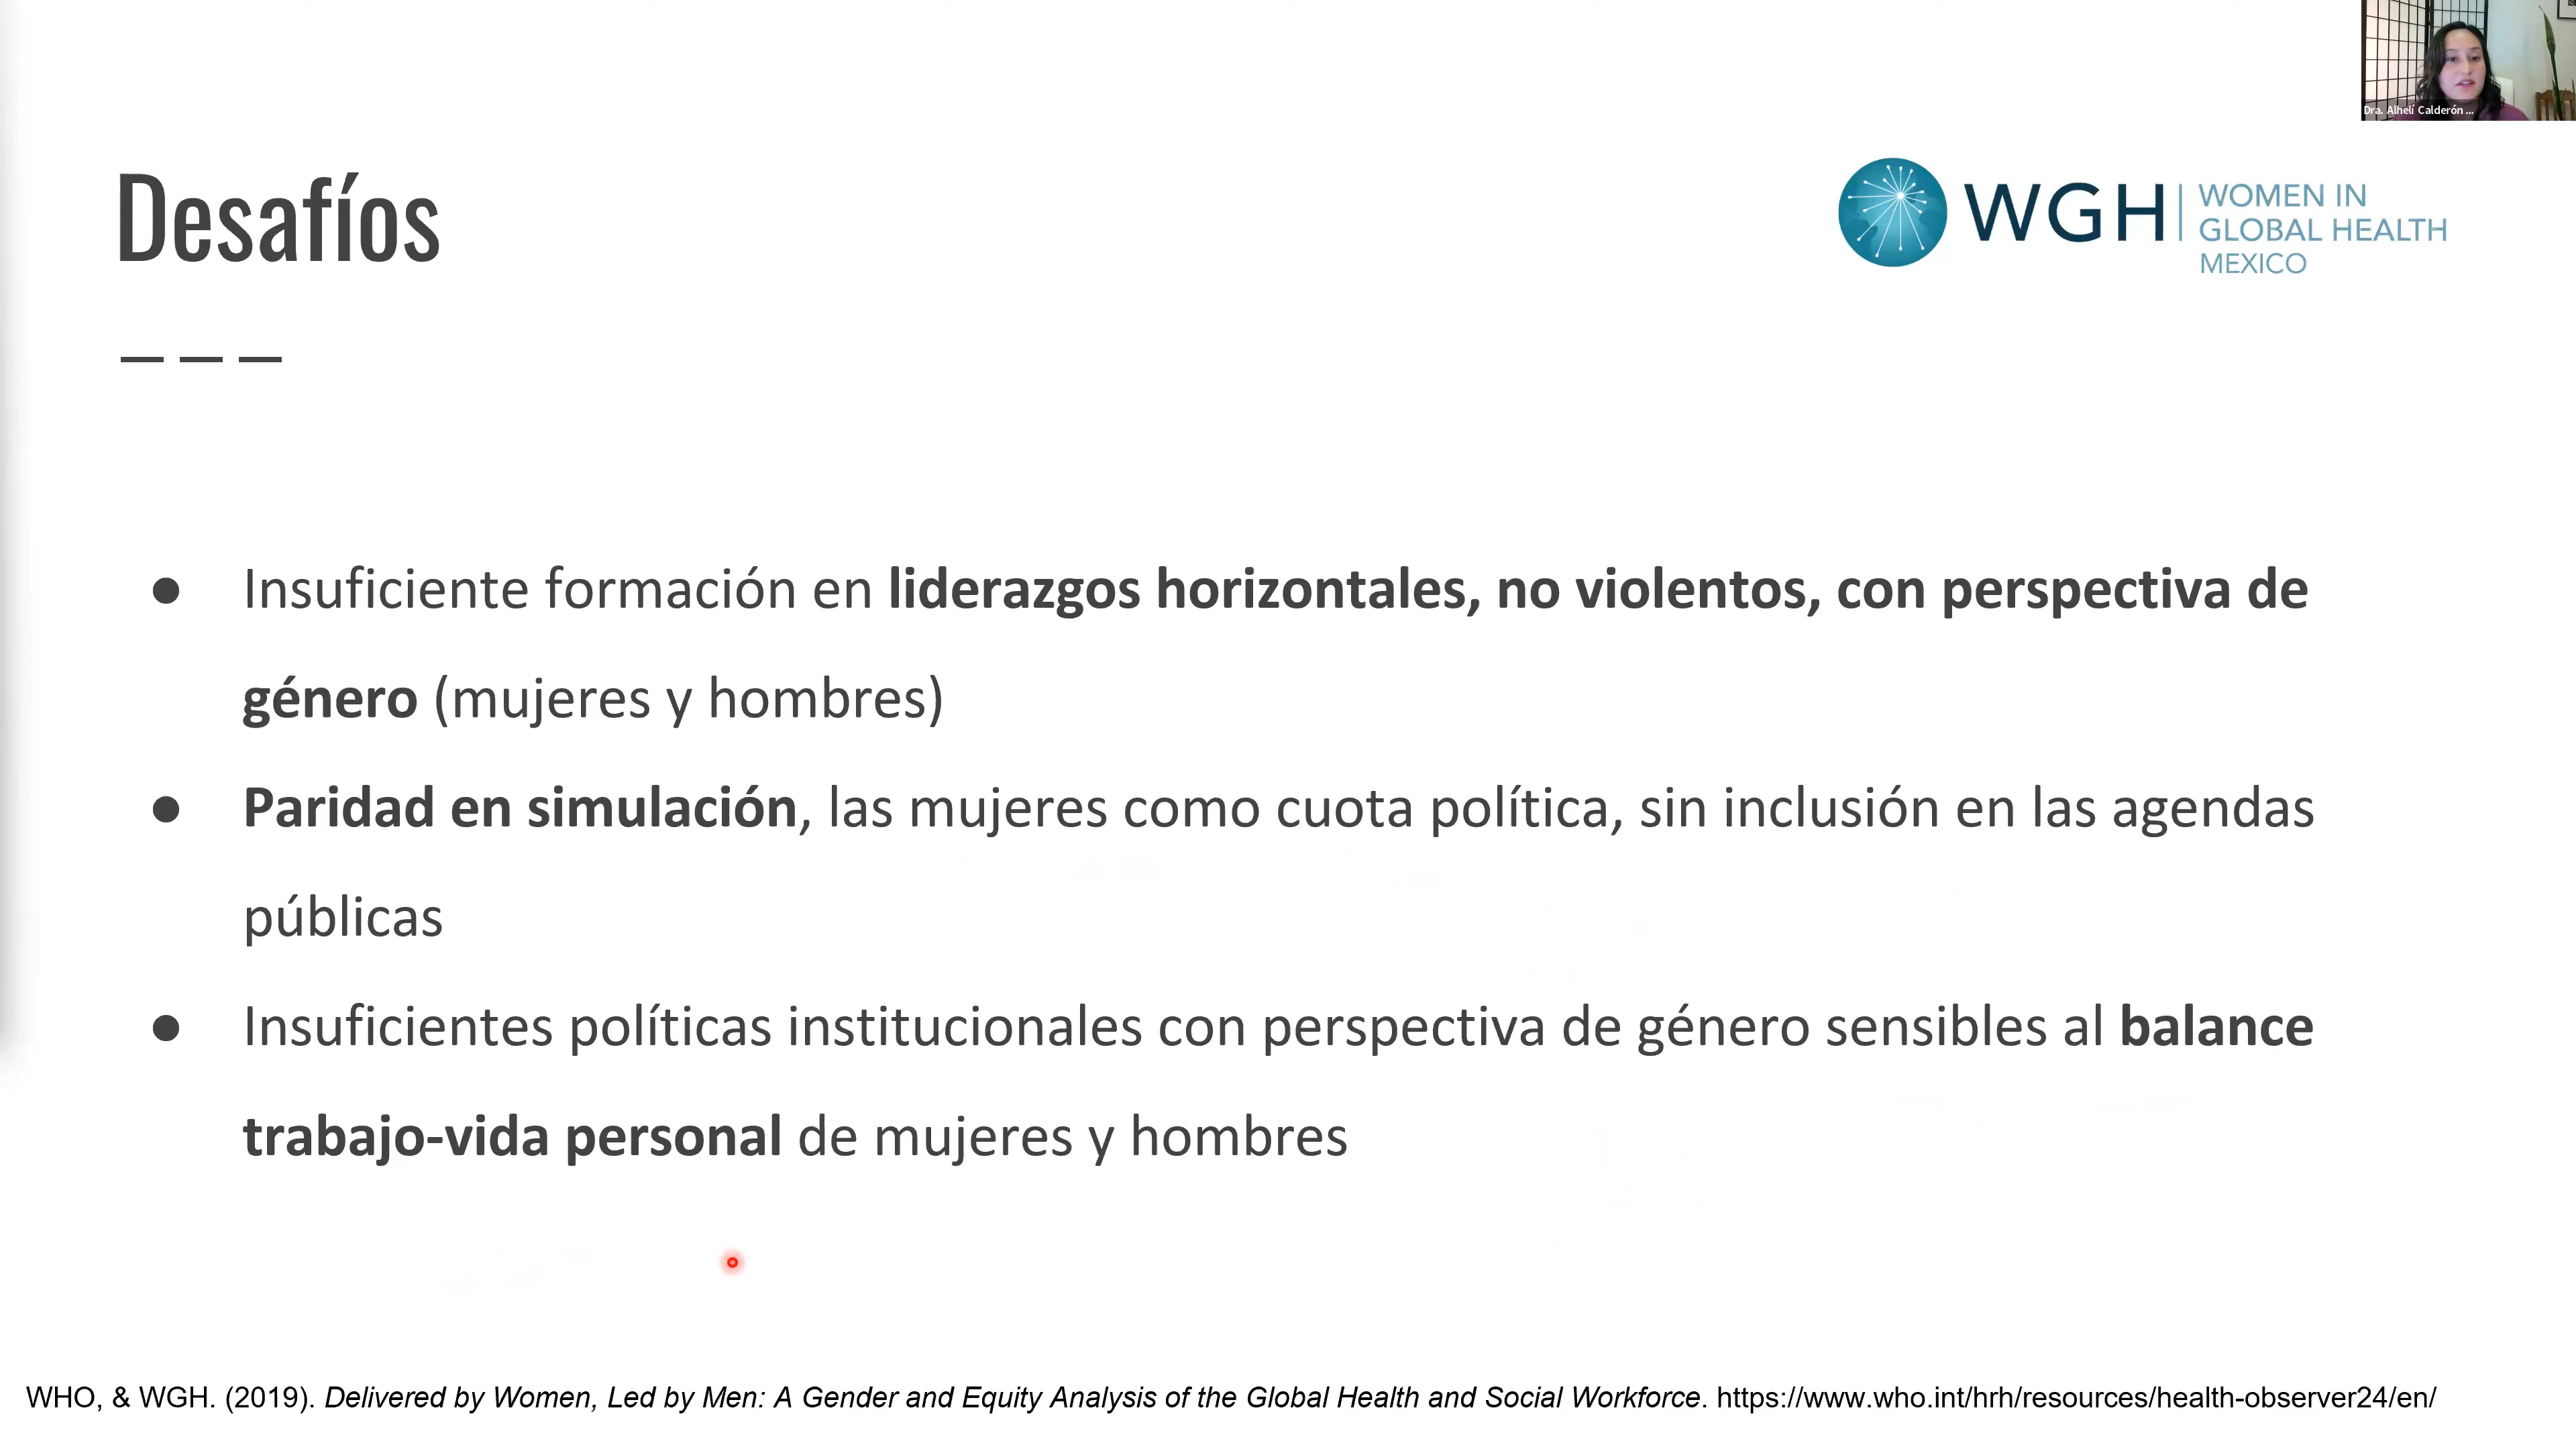 Dra. Alhelí Calderón ...
Desafíos
WGH
WOMEN IN
GLOBAL HEALTH
MEXICO
● Insuficiente formación en liderazgos horizontales, no violentos, con perspectiva de
género (mujeres y hombres)
● Paridad en simulación, las mujeres como cuota política, sin inclusión en las agendas
públicas
● Insuficientes políticas institucionales con perspectiva de género sensibles al balance
trabajo-vida personal de mujeres y hombres
WHO, & WGH. (2019). Delivered by Women, Led by Men: A Gender and Equity Analysis of the Global Health and Social Workforce. https://www.who.int/hrh/resources/health-observer24/en/